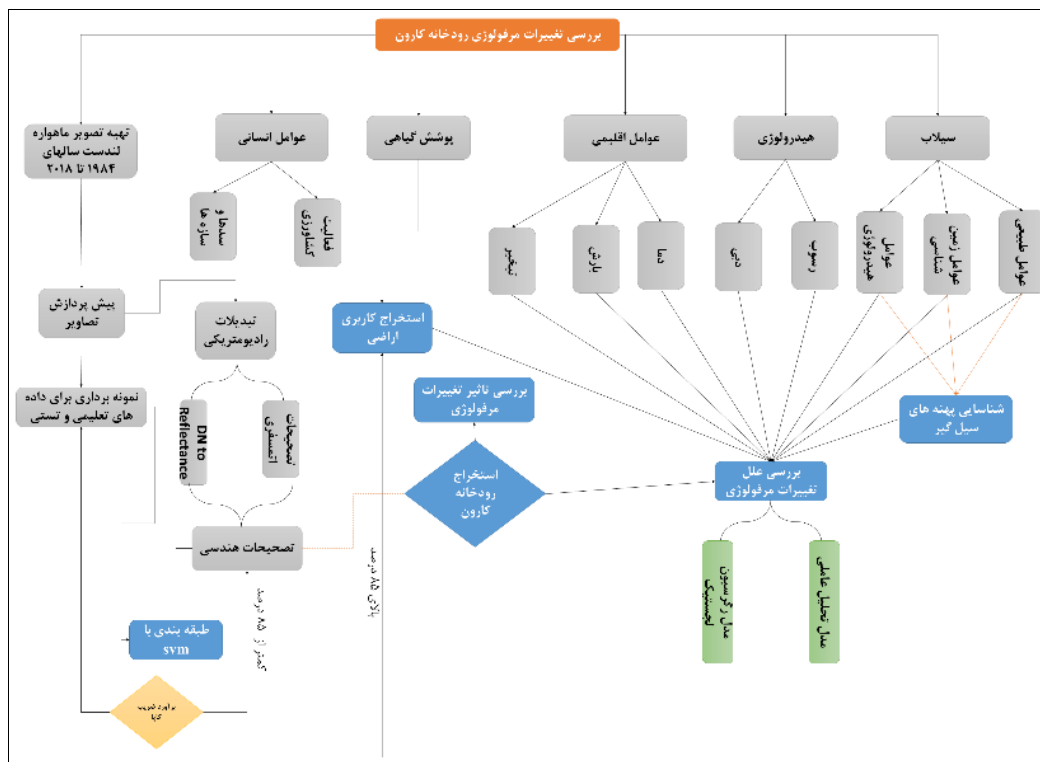 بررسی تغییرات مرفولوژی رودخانه کارون
سیلاب
هیدرولوژی
عوامل اقلیمی
پوشش گیاهی
عوامل انسانی
تهیه تصویر ماهواره
لندست سالهای
۱۹۸۴ تا ۲۰۱۸
عوامل طبیعی
عوامل زمین
شناسی
عوامل
هیدرولوژی
رسوب
دبی
دما
بارش
تبخیر
فعالیت
کشاورزی
سدها و
سازه ها
پیش پردازش
تصاویر
تبدیلات
رادیومتریکی
استخراج کاربری
اراضی
بررسی تاثیر تغییرات
مرفولوژی
شناسایی پهنه های
سیل گیر
نمونه برداری برای داده
های تعلیمی و تستی
تصحیحات
اتمسفری
DN to
Reflectance
استخراج
رودخانه
کارون
بررسی علل
تغییرات مرفولوژی
تصحیحات هندسی
بالای ۸۵ درصد
کمتر از ۸۵ درصد
مدل تحلیل عاملی
مدل رگرسیون
لجستیک
طبقه بندی با
svm
براورد ضریب
کاپا